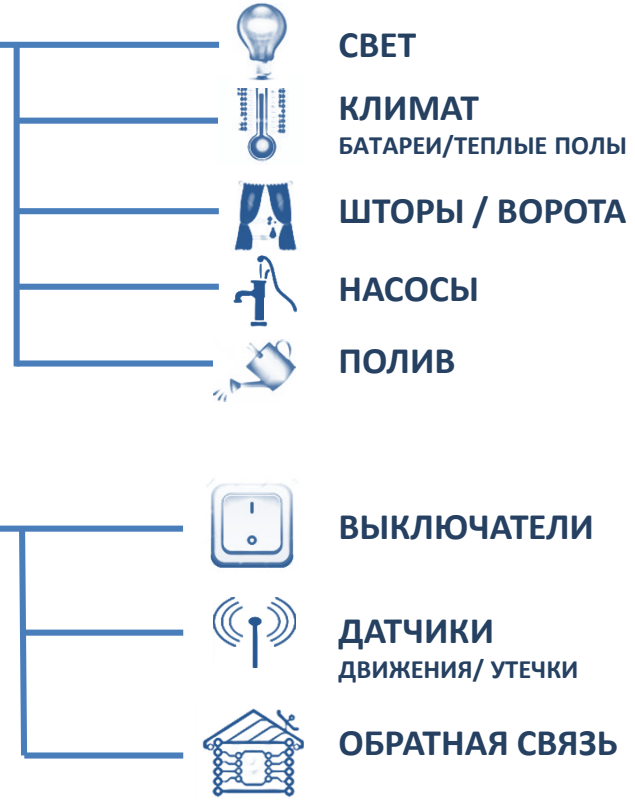 СВЕТ
КЛИМАТ
БАТАРЕИ/ТЕПЛЫЕ ПОЛЫ
ШТОРЫ / ВОРОТА
НАСОСЫ
ПОЛИВ
ВЫКЛЮЧАТЕЛИ
ДАТЧИКИ
ДВИЖЕНИЯ/ УТЕЧКИ
ОБРАТНАЯ СВЯЗЬ